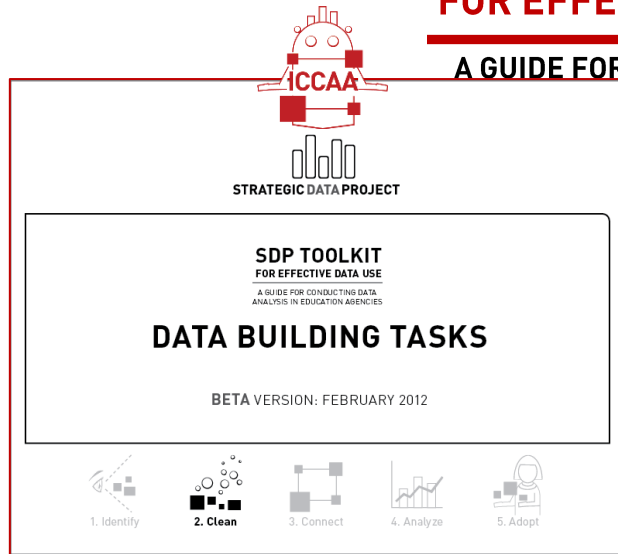 FOR EFFE
A GUIDE FOR
ICCAA
STRATEGIC DATA PROJECT
SDP TOOLKIT
FOR EFFECTIVE DATA USE
A GUIDE FOR CONDUCTING DATA
ANALYSIS IN EDUCATION AGENCIES
DATA BUILDING TASKS
BETA VERSION: FEBRUARY 2012
1. Identify
2. Clean
3. Connect
4. Analyze
5. Adopt